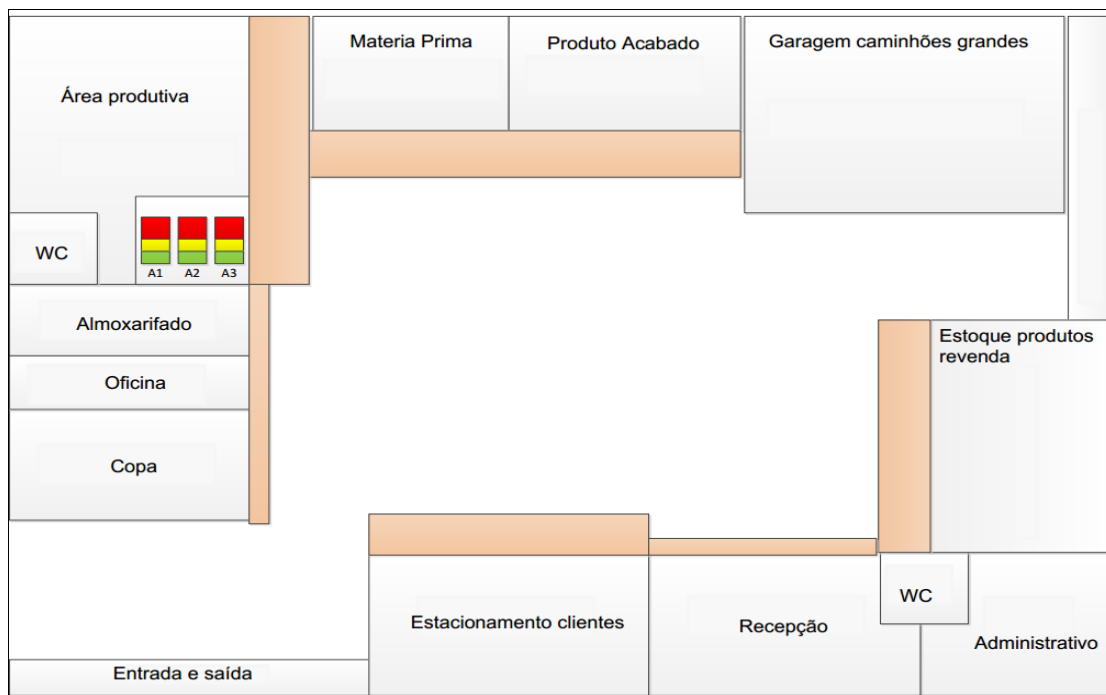 Materia Prima
Produto Acabado
Garagem caminhões grandes
Área produtiva
WC
A1 A2 A3
Almoxarifado
Oficina
Copa
Estoque produtos
revenda
WC
Estacionamento clientes
Recepção
Administrativo
Entrada e saída